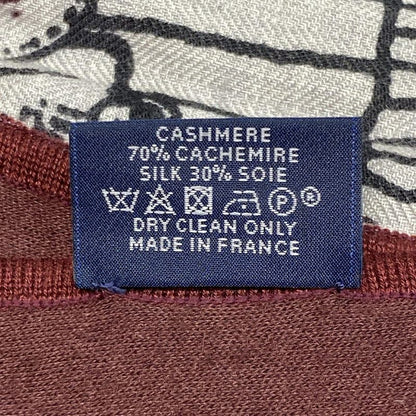 CASHMERE
70% CACHEMIRE
SILK 30% SOIE
P®
DRY CLEAN ONLY
MADE IN FRANCE